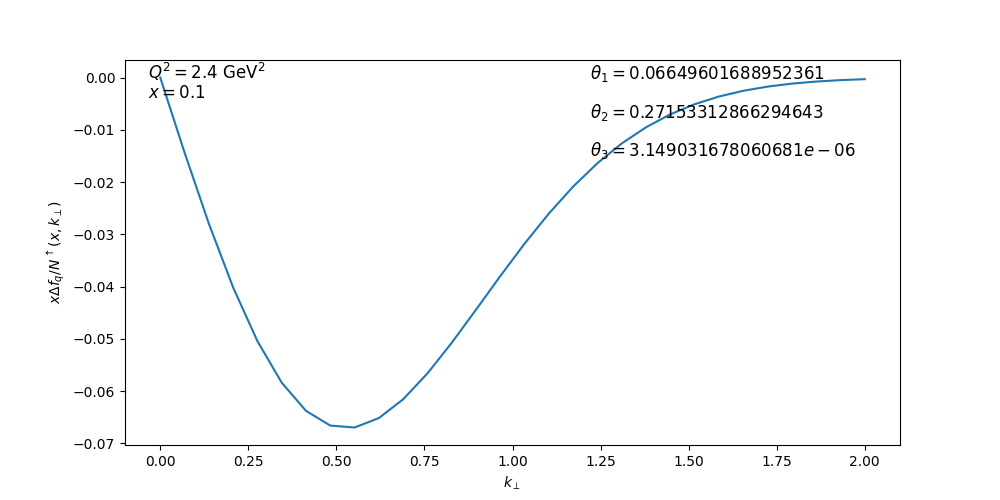 Q² = 2.4 GeV²
x = 0.1
θ₁ = 0.06649601688952361
θ₂ = 0.27153312866294643
θ₃ = 3.149031678060681e − 06
0.00
−0.01
−0.02
−0.03
−0.04
−0.05
−0.06
−0.07
xΔf_q/N^↑(x, k_⊥)
0.00 0.25 0.50 0.75 1.00 1.25 1.50 1.75 2.00
k_⊥